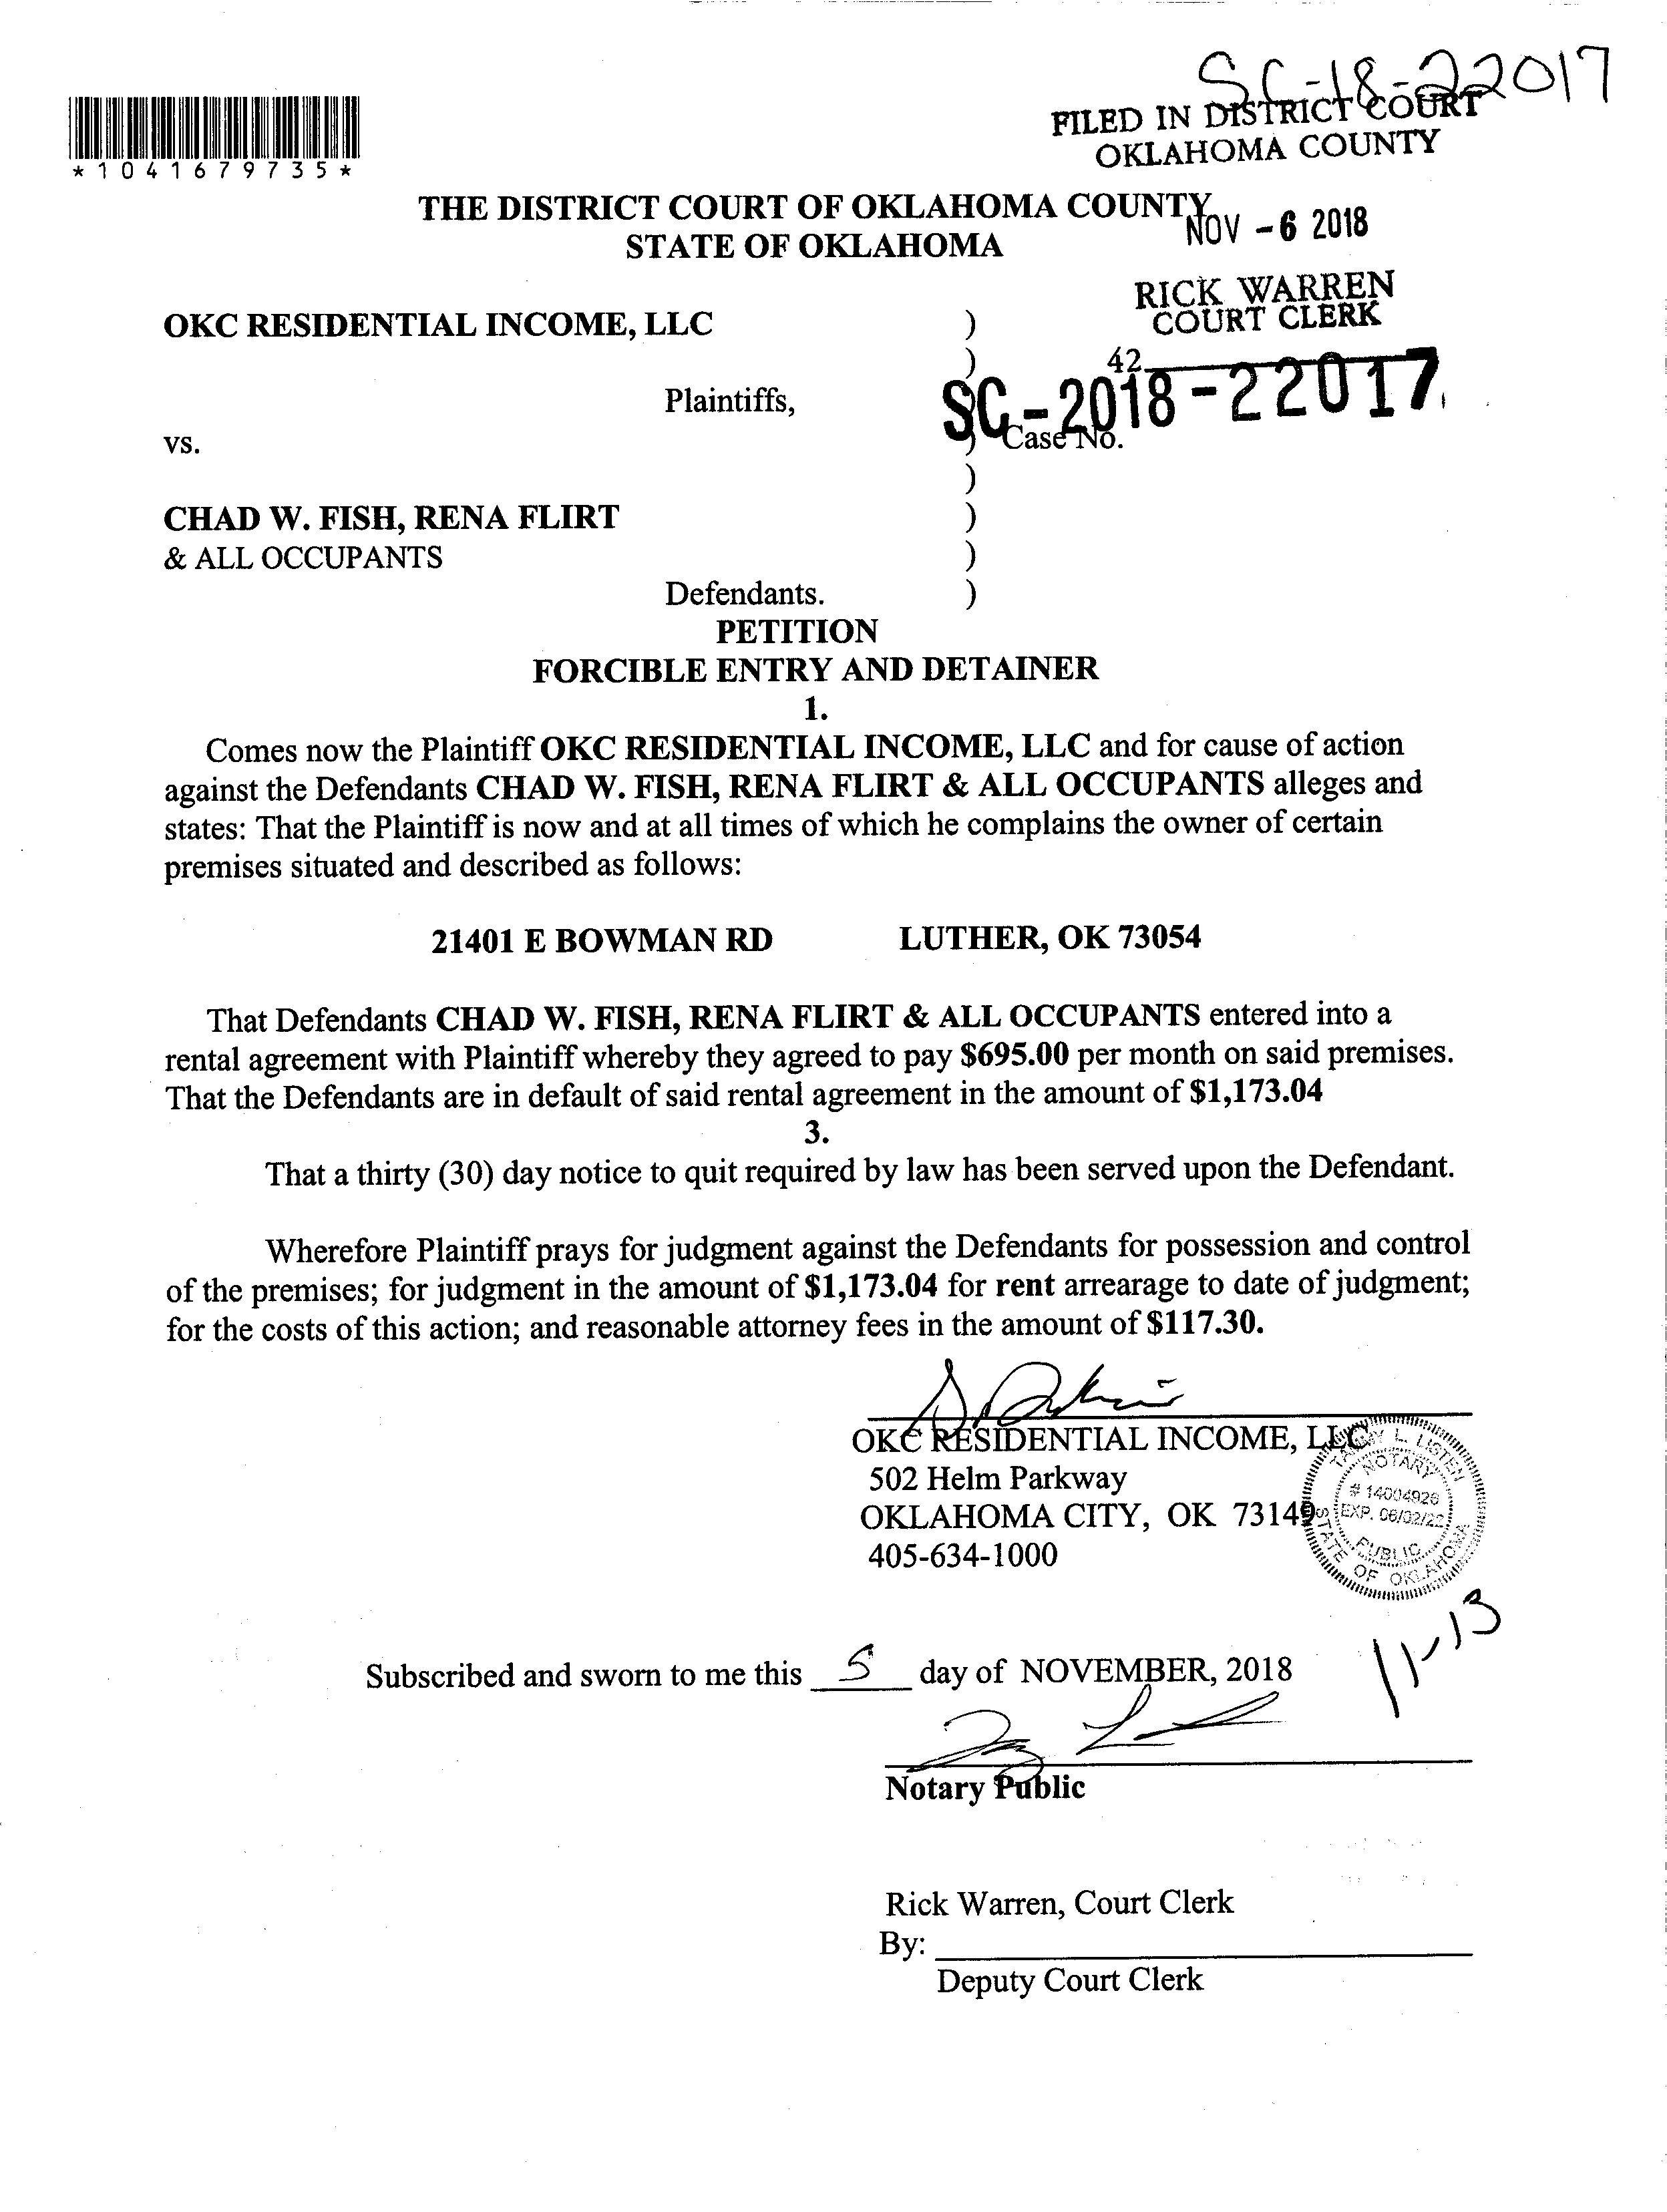 SC-18-22017
FILED IN DISTRICT COURT
OKLAHOMA COUNTY
*1041679735*
THE DISTRICT COURT OF OKLAHOMA COUNTY
STATE OF OKLAHOMA
NOV -6 2018
RICK WARREN
COURT CLERK
42
OKC RESIDENTIAL INCOME, LLC )
)
Plaintiffs,
SC-2018-22017
vs. ) Case No.
)
CHAD W. FISH, RENA FLIRT )
& ALL OCCUPANTS )
Defendants. )
PETITION
FORCIBLE ENTRY AND DETAINER
1.
Comes now the Plaintiff OKC RESIDENTIAL INCOME, LLC and for cause of action
against the Defendants CHAD W. FISH, RENA FLIRT & ALL OCCUPANTS alleges and
states: That the Plaintiff is now and at all times of which he complains the owner of certain
premises situated and described as follows:
21401 E BOWMAN RD LUTHER, OK 73054
That Defendants CHAD W. FISH, RENA FLIRT & ALL OCCUPANTS entered into a
rental agreement with Plaintiff whereby they agreed to pay $695.00 per month on said premises.
That the Defendants are in default of said rental agreement in the amount of $1,173.04
3.
That a thirty (30) day notice to quit required by law has been served upon the Defendant.
Wherefore Plaintiff prays for judgment against the Defendants for possession and control
of the premises; for judgment in the amount of $1,173.04 for rent arrearage to date of judgment;
for the costs of this action; and reasonable attorney fees in the amount of $117.30.
OKC RESIDENTIAL INCOME, LLC
502 Helm Parkway
OKLAHOMA CITY, OK 73149
405-634-1000
L. LISTEN
NOTARY
# 14004926
EXP. 06/02/22
PUBLIC
STATE OF OKLAHOMA
11-13
Subscribed and sworn to me this 5 day of NOVEMBER, 2018
Notary Public
Rick Warren, Court Clerk
By:
Deputy Court Clerk